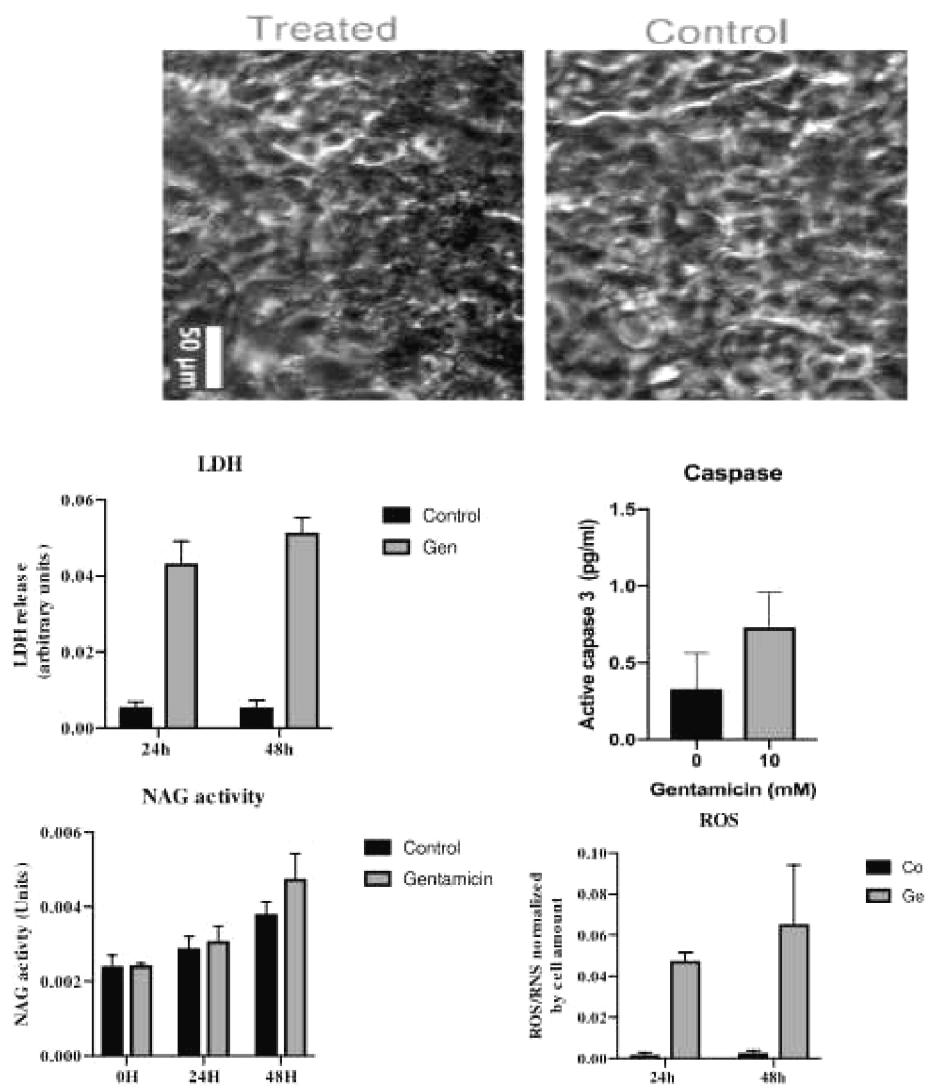 Treated
Control
50 µm
LDH
LDH release
(arbitrary units )
0.06
0.04
0.02
0.00
24h
48h
Control
Gen
Caspase
Active capase 3 (pg/ml)
1.5
1.0
0.5
0.0
0
10
Gentamicin (mM)
NAG activity
NAG activty (Units)
0.006
0.004
0.002
0.000
0H
24H
48H
Control
Gentamicin
ROS
ROS/RNS normalized
by cell amount
0.10
0.08
0.06
0.04
0.02
0.00
24h
48h
Co
Ge